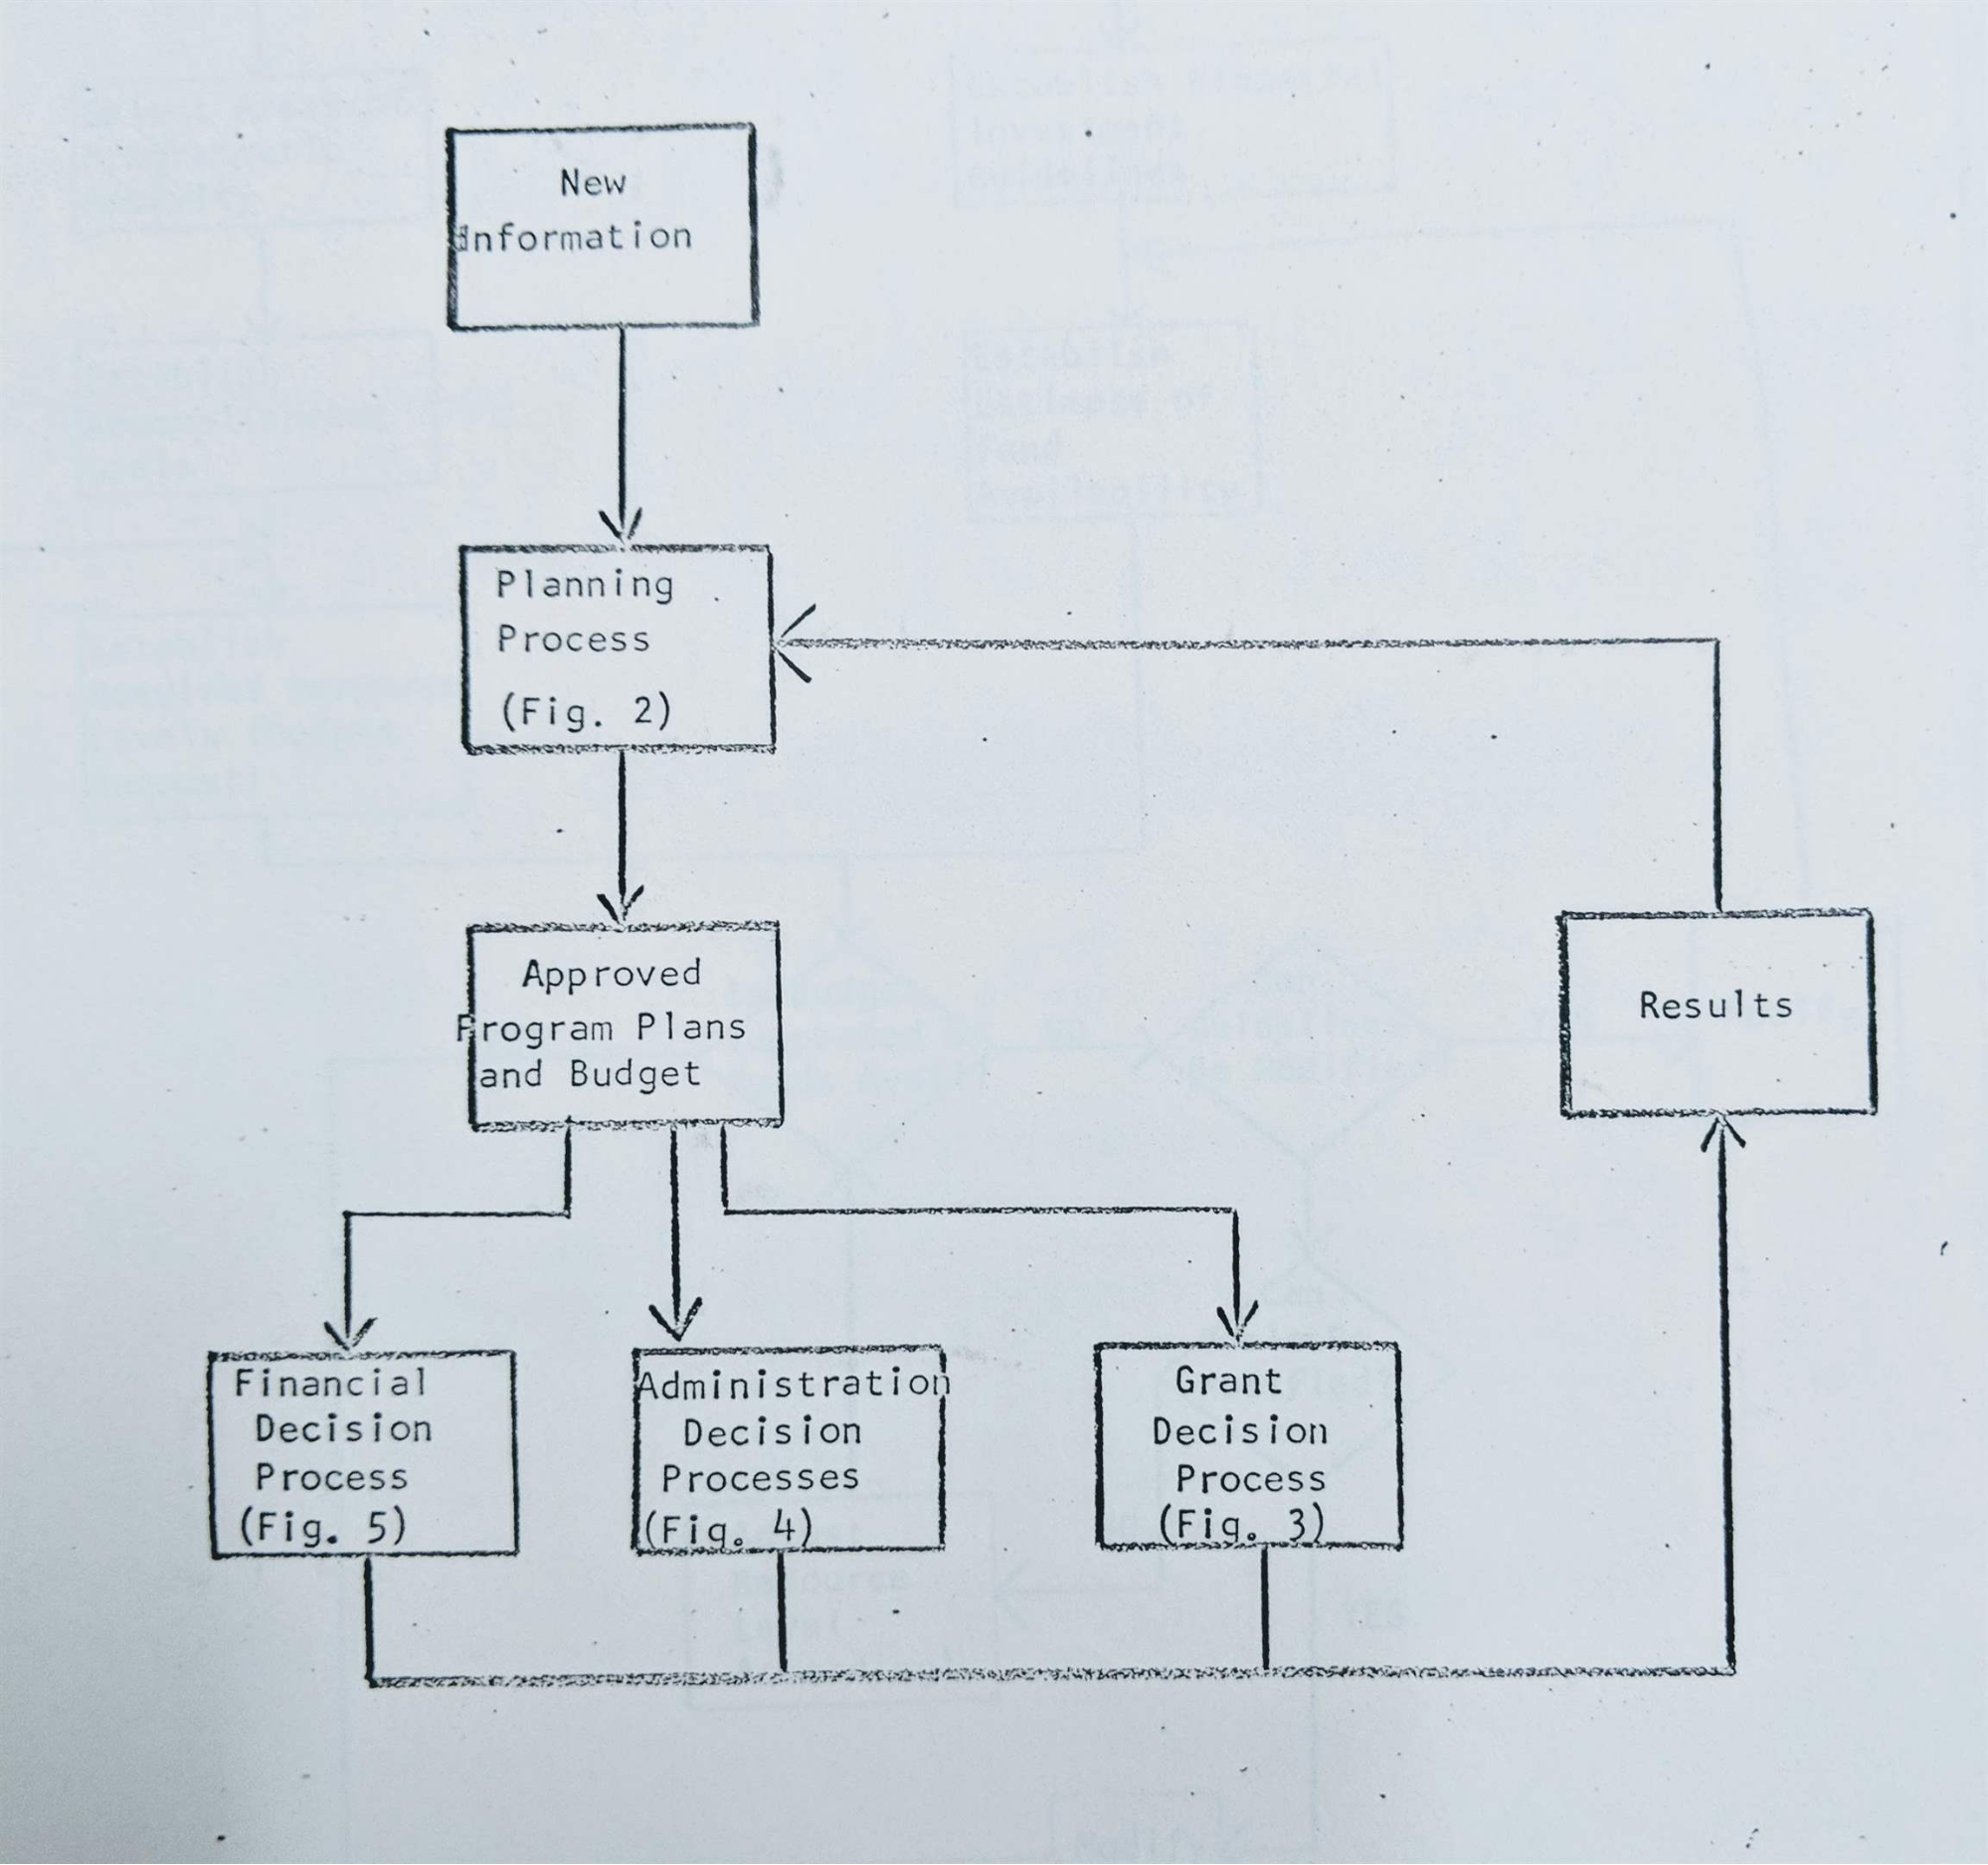 New
Information
Planning
Process
(Fig. 2)
Approved
Program Plans
and Budget
Results
Financial
Decision
Process
(Fig. 5)
Administration
Decision
Processes
(Fig. 4)
Grant
Decision
Process
(Fig. 3)